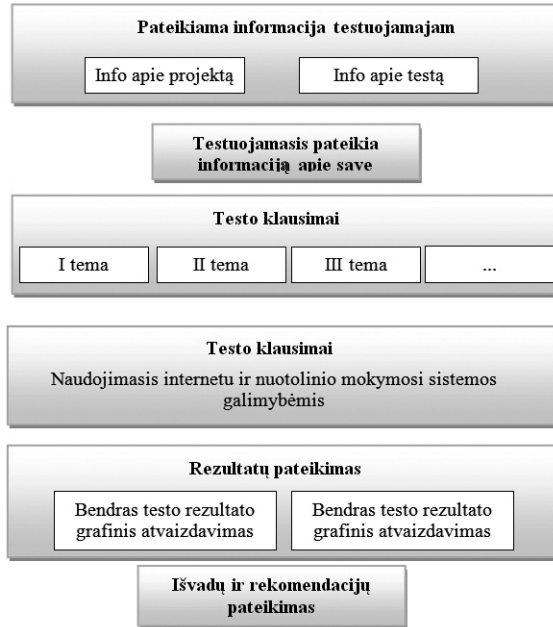 Pateikiama informacija testuojamajam
Info apie projektą
Info apie testą
Testuojamasis pateikia
informaciją apie save
Testo klausimai
I tema
II tema
III tema
...
Testo klausimai
Naudojimasis internetu ir nuotolinio mokymosi sistemos
galimybėmis
Rezultatų pateikimas
Bendras testo rezultato
grafinis atvaizdavimas
Bendras testo rezultato
grafinis atvaizdavimas
Išvadų ir rekomendacijų
pateikimas